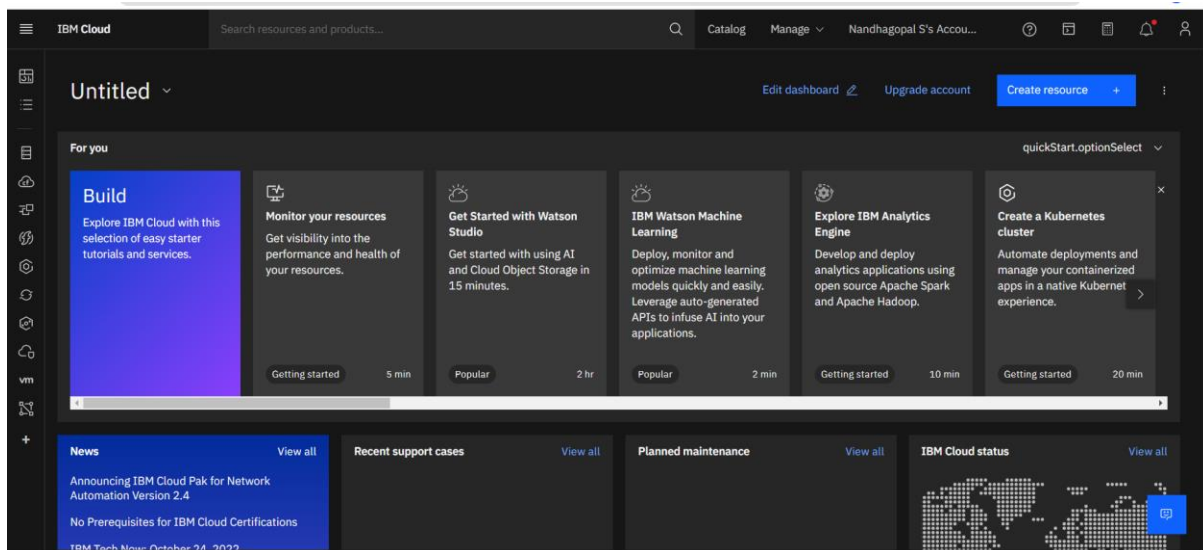 IBM Cloud
Search resources and products...
Catalog
Manage
Nandhagopal S's Accou...
Untitled
Edit dashboard
Upgrade account
Create resource +
For you
quickStart.optionSelect
Build
Explore IBM Cloud with this
selection of easy starter
tutorials and services.
Monitor your resources
Get visibility into the
performance and health of
your resources.
Getting started
5 min
Get Started with Watson
Studio
Get started with using AI
and Cloud Object Storage in
15 minutes.
Popular
2 hr
IBM Watson Machine
Learning
Deploy, monitor and
optimize machine learning
models quickly and easily.
Leverage auto-generated
APIs to infuse AI into your
applications.
Popular
2 min
Explore IBM Analytics
Engine
Develop and deploy
analytics applications using
open source Apache Spark
and Apache Hadoop.
Getting started
10 min
Create a Kubernetes
cluster
Automate deployments and
manage your containerized
apps in a native Kubernet
experience.
Getting started
20 min
vm
News
View all
Announcing IBM Cloud Pak for Network
Automation Version 2.4
No Prerequisites for IBM Cloud Certifications
IBM Tech Now: October 24, 2022
Recent support cases
View all
Planned maintenance
View all
IBM Cloud status
View all